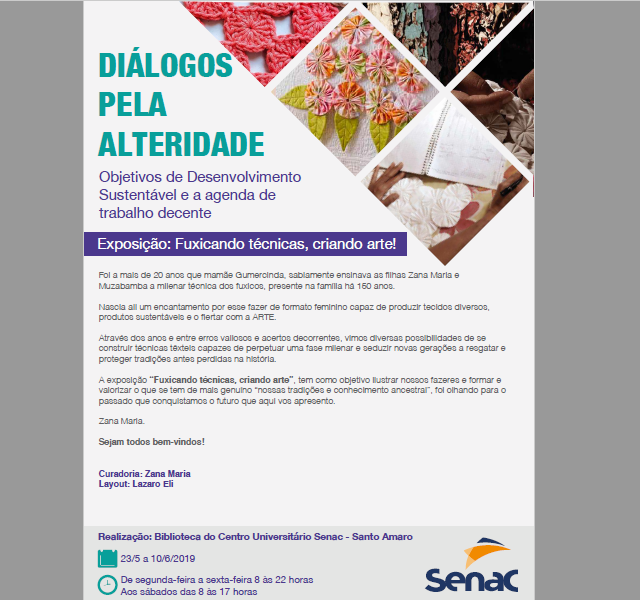 DIÁLOGOS
PELA
ALTERIDADE
Objetivos de Desenvolvimento
Sustentável e a agenda de
trabalho decente
Exposição: Fuxicando técnicas, criando arte!
Foi a mais de 20 anos que mamãe Gumercinda, sabiamente ensinava as filhas Zana Maria e
Muzabamba a milenar técnica dos fuxicos, presente na família há 150 anos.
Nascia ali um encantamento por esse fazer de formato feminino capaz de produzir tecidos diversos,
produtos sustentáveis e o flertar com a ARTE.
Através dos anos e entre erros valiosos e acertos decorrentes, vimos diversas possibilidades de se
construir técnicas têxteis capazes de perpetuar uma fase milenar e seduzir novas gerações a resgatar e
proteger tradições antes perdidas na história.
A exposição “Fuxicando técnicas, criando arte”, tem como objetivo ilustrar nossos fazeres e formar e
valorizar o que se tem de mais genuíno “nossas tradições e conhecimento ancestral”, foi olhando para o
passado que conquistamos o futuro que aqui vos apresento.
Zana Maria.
Sejam todos bem-vindos!
Curadoria: Zana Maria
Layout: Lazaro Eli
Realização: Biblioteca do Centro Universitário Senac - Santo Amaro
23/5 a 10/6/2019
De segunda-feira a sexta-feira 8 às 22 horas
Aos sábados das 8 às 17 horas
Senac